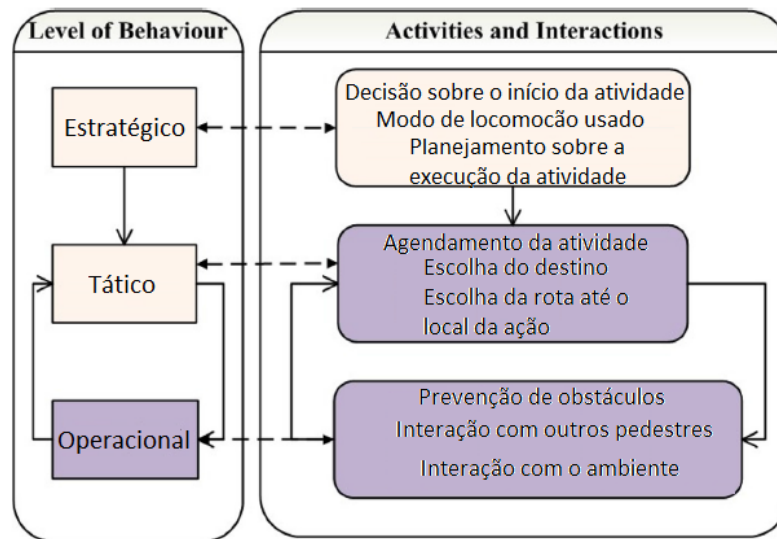 Level of Behaviour
Activities and Interactions
Estratégico
Decisão sobre o início da atividade
Modo de locomocão usado
Planejamento sobre a
execução da atividade
Tático
Agendamento da atividade
Escolha do destino
Escolha da rota até o
local da ação
Operacional
Prevenção de obstáculos
Interação com outros pedestres
Interação com o ambiente